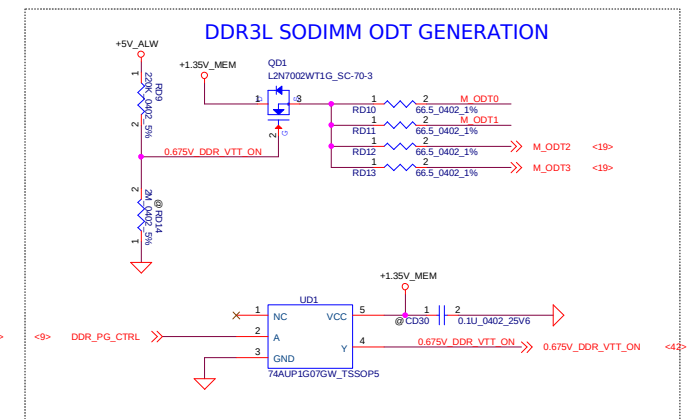 DDR3L SODIMM ODT GENERATION
+5V_ALW
+1.35V_MEM
QD1
L2N7002WT1G_SC-70-3
1
RD9
220K_0402_5%
2
1
D
3
S
2
G
1
2
M_ODT0
RD10
66.5_0402_1%
1
2
M_ODT1
RD11
66.5_0402_1%
1
2
M_ODT2
<19>
RD12
66.5_0402_1%
1
2
M_ODT3
<19>
RD13
66.5_0402_1%
0.675V_DDR_VTT_ON
2
@RD14
2M_0402_5%
1
+1.35V_MEM
UD1
1
NC
VCC
5
1
2
@CD30
0.1U_0402_25V6
<9>
DDR_PG_CTRL
2
A
3
GND
Y
4
0.675V_DDR_VTT_ON
0.675V_DDR_VTT_ON
<42>
74AUP1G07GW_TSSOP5